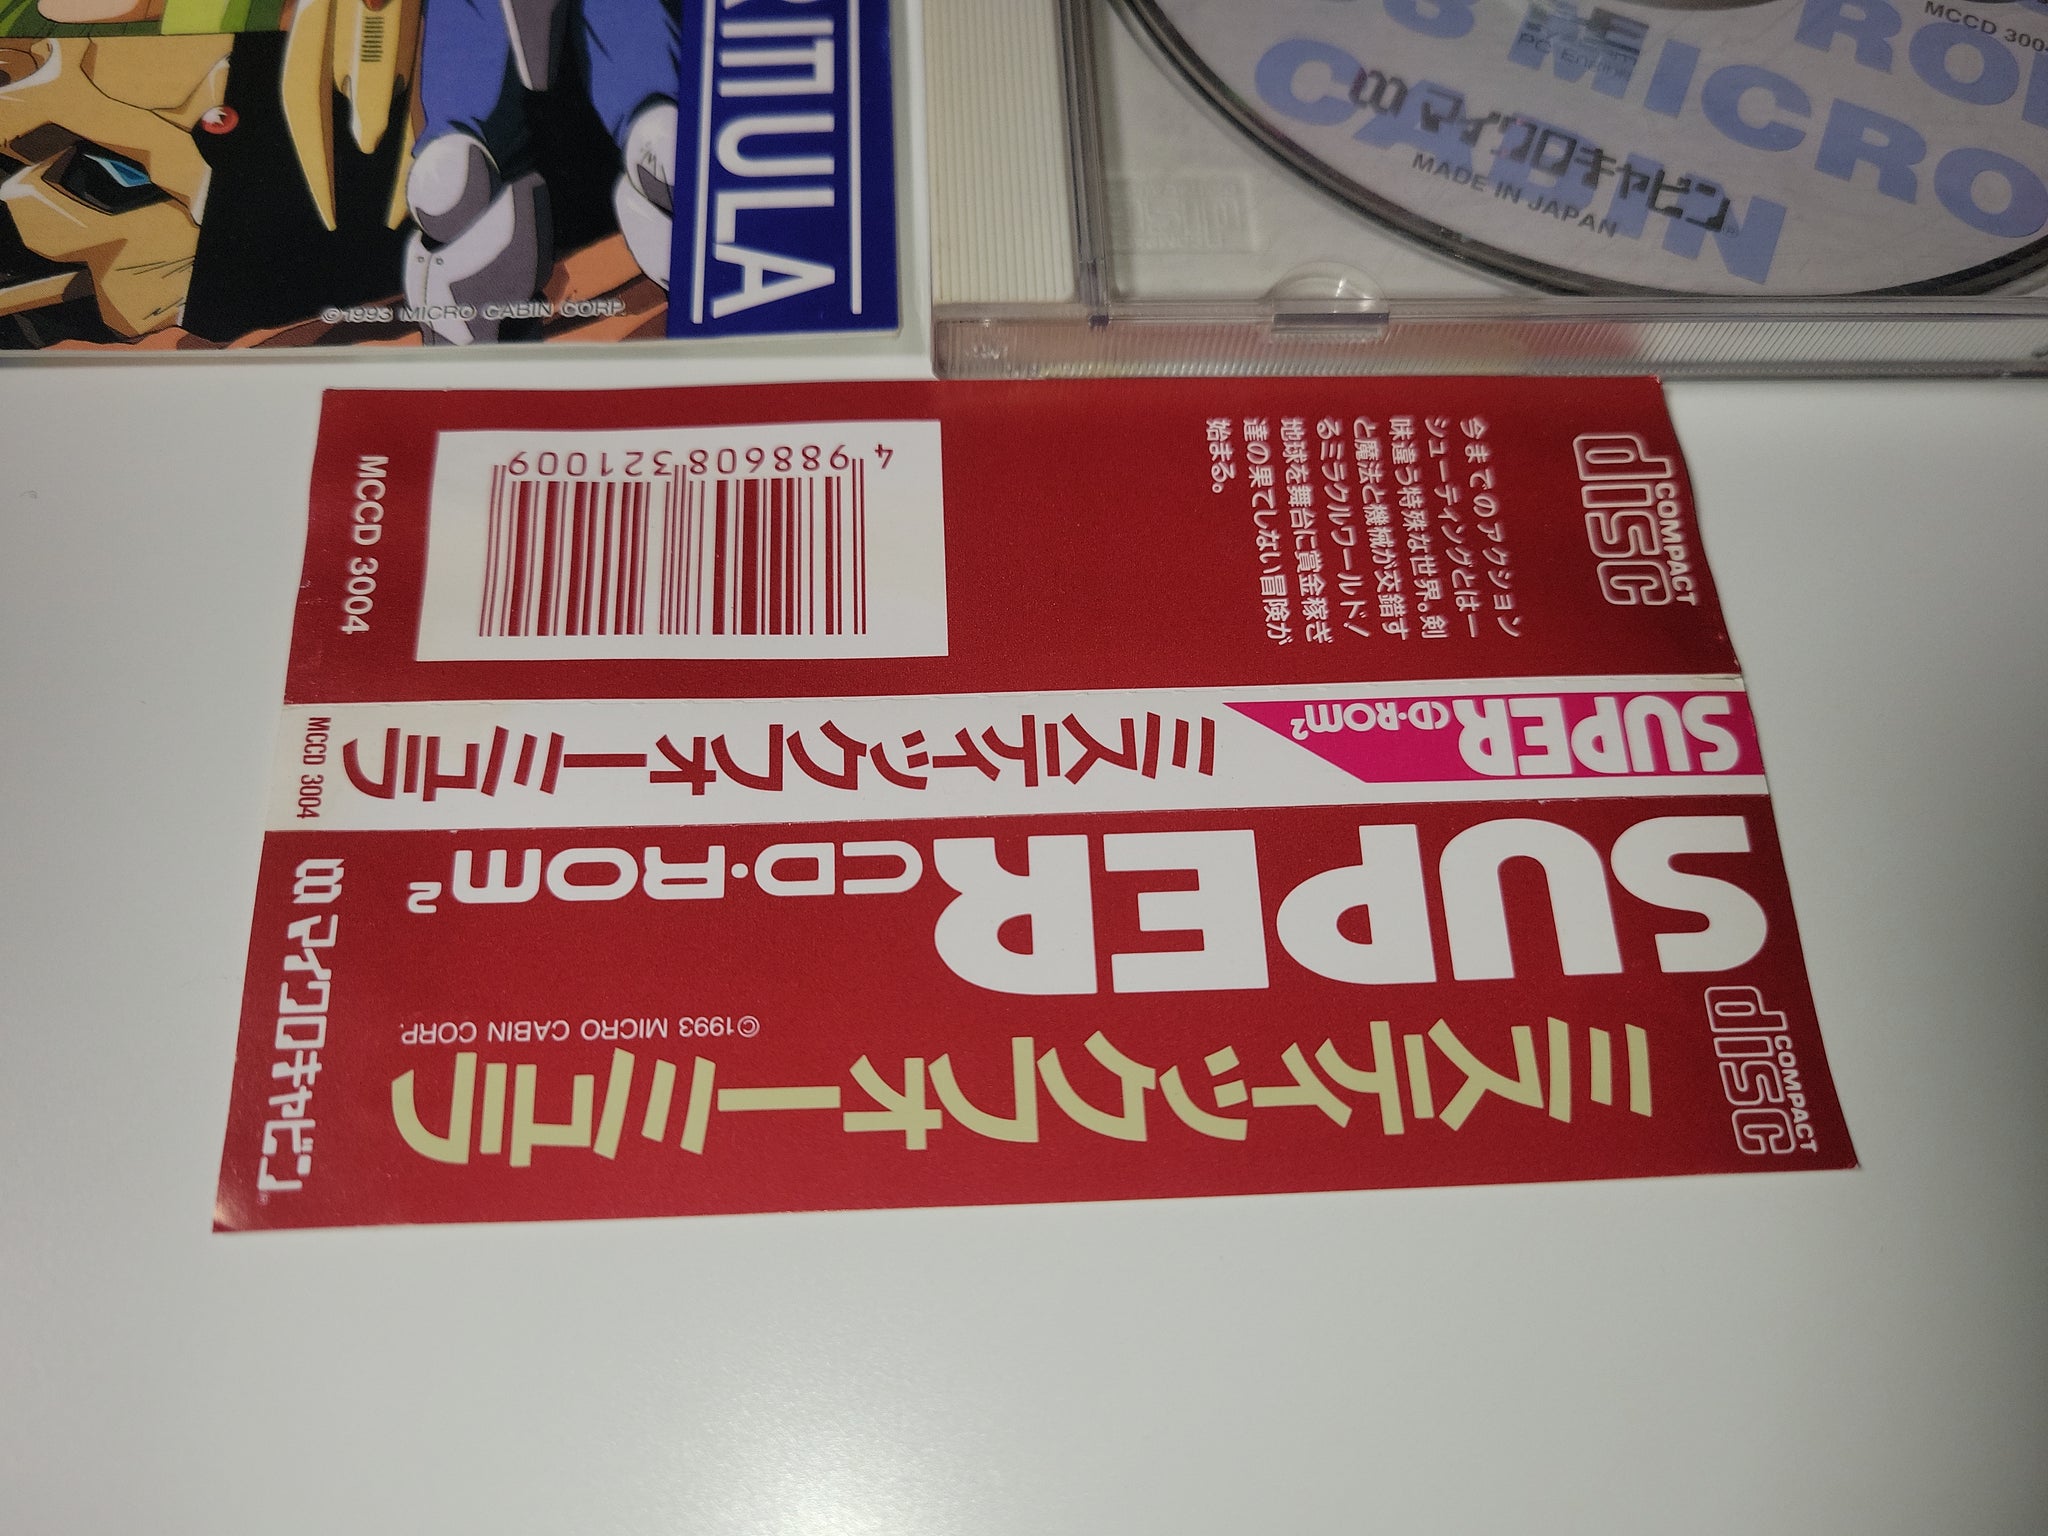 RMULA
©1993 MICRO CABIN CORP.
MCCD 3004
PC Engine
MICRO
CABIN
マイクロキャビン
MADE IN JAPAN
COMPACT
disc
今までのアクション
シューティングとは一
味違う特殊な世界。剣
と魔法と機械が交錯す
るミラクルワールド!
地球を舞台に賞金稼ぎ
達の果てしない冒険が
始まる。
4 988608 321009
MCCD 3004
SUPER CD・ROM²
ミスティックフォーミュラ
MCCD 3004
SUPER CD・ROM²
COMPACT
disc
ミスティックフォーミュラ
©1993 MICRO CABIN CORP.
マイクロキャビン